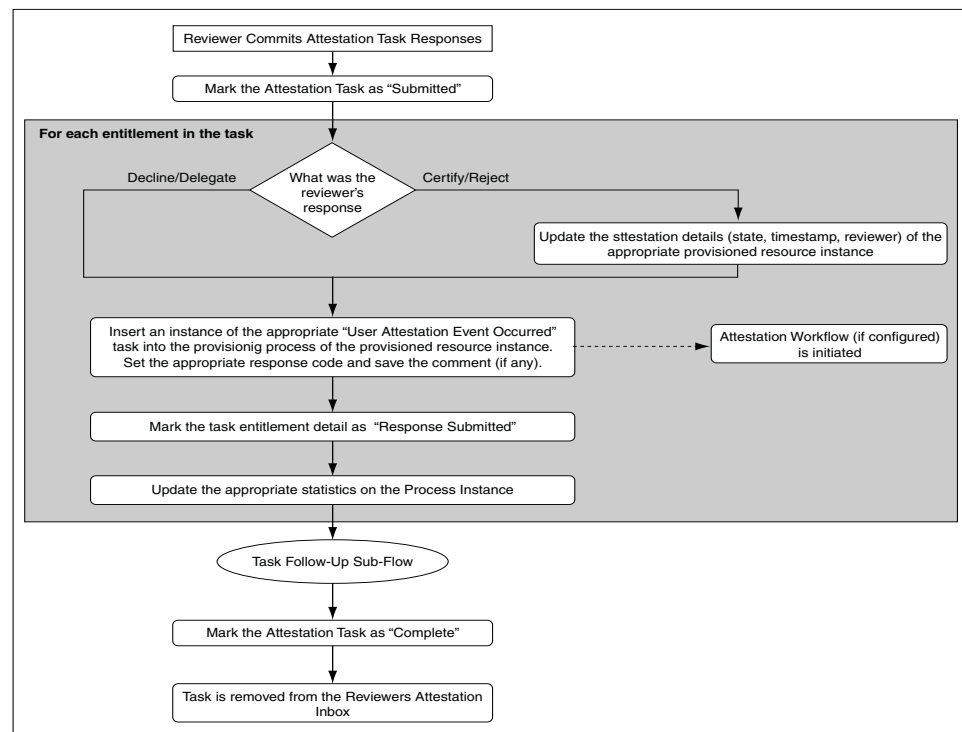 Reviewer Commits Attestation Task Responses
Mark the Attestation Task as “Submitted”
For each entitlement in the task
Decline/Delegate
What was the
reviewer's
response
Certify/Reject
Update the sttestation details (state, timestamp, reviewer) of the
appropriate provisioned resource instance
Insert an instance of the appropriate “User Attestation Event Occurred”
task into the provisionig process of the provisioned resource instance.
Set the appropriate response code and save the comment (if any).
Attestation Workflow (if configured)
is initiated
Mark the task entitlement detail as “Response Submitted”
Update the appropriate statistics on the Process Instance
Task Follow-Up Sub-Flow
Mark the Attestation Task as “Complete”
Task is removed from the Reviewers Attestation
Inbox